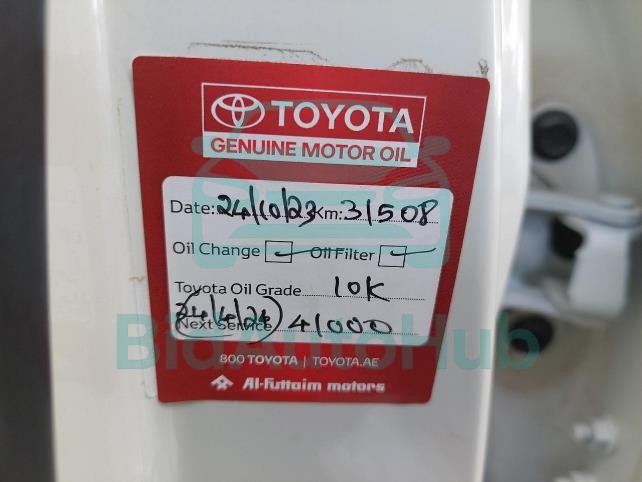 TOYOTA
GENUINE MOTOR OIL
Date: 24/10/23 Km: 31508
Oil Change ✓ Oil Filter ✓
Toyota Oil Grade 10K
(24/4/24)
Next Service 41000
BidAutoHub
800 TOYOTA | TOYOTA.AE
Al-Futtaim motors